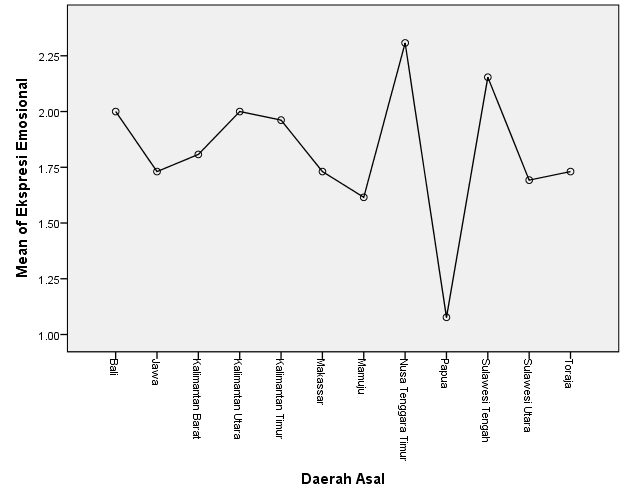 Mean of Ekspresi Emosional
2.25
2.00
1.75
1.50
1.25
1.00
Bali
Jawa
Kalimantan Barat
Kalimantan Utara
Kalimantan Timur
Makassar
Mamuju
Nusa Tenggara Timur
Papua
Sulawesi Tengah
Sulawesi Utara
Toraja
Daerah Asal